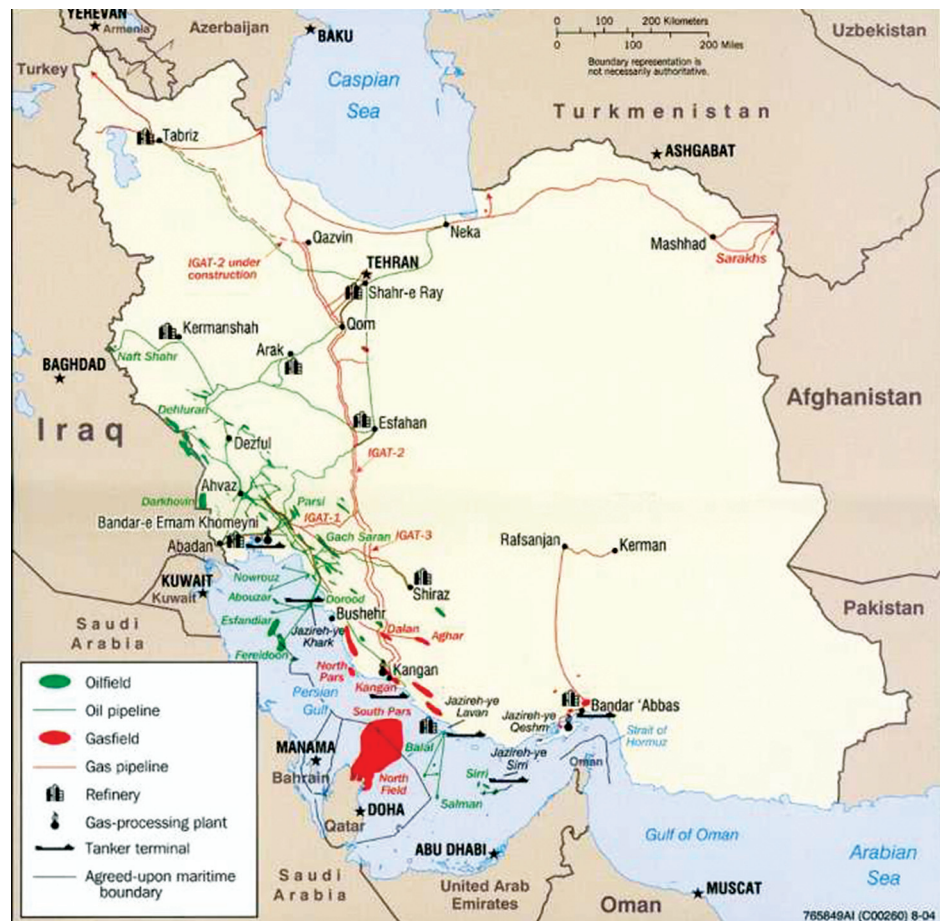 YEREVAN
Armenia
Azerbaijan
BAKU
0 100 200 Kilometers
0 100 200 Miles
Boundary representation is
not necessarily authoritative.
Uzbekistan
Turkey
Caspian
Sea
Turkmenistan
Tabriz
ASHGABAT
Qazvin
Neka
Mashhad
Sarakhs
IGAT-2 under
construction
TEHRAN
Shahr-e Ray
Kermanshah
Qom
Arak
Naft Shahr
BAGHDAD
Afghanistan
Iraq
Dehluran
Esfahan
Dezful
IGAT-2
Ahvaz
Darkhovin
Parsi
Bandar-e Emam Khomeyni
IGAT-1
Abadan
Gach Saran
IGAT-3
Rafsanjan
Kerman
KUWAIT
Kuwait
Nowrouz
Abouzar
Dorood
Shiraz
Pakistan
Saudi
Arabia
Esfandiar
Jazireh-ye
Khark
Bushehr
Dalan
Aghar
Fereidoon
North
Pars
Kangan
Kangan
Persian
Gulf
South Pars
Jazireh-ye
Lavan
Jazireh-ye
Qeshm
Bandar ‘Abbas
Strait of
Hormuz
MANAMA
Bahrain
Balal
Jazireh-ye
Sirri
Oman
North
Field
Sirri
Salman
DOHA
Qatar
Gulf of Oman
ABU DHABI
Arabian
Sea
Saudi
Arabia
United Arab
Emirates
Oman
MUSCAT
Oilfield
Oil pipeline
Gasfield
Gas pipeline
Refinery
Gas-processing plant
Tanker terminal
Agreed-upon maritime
boundary
765849AI (C00260) 8-04